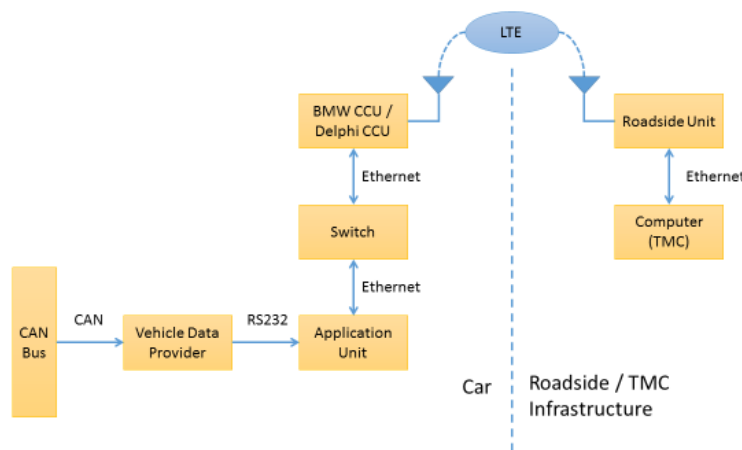 LTE
BMW CCU /
Delphi CCU
Roadside Unit
Ethernet
Ethernet
Switch
Computer
(TMC)
Ethernet
CAN
Bus
CAN
Vehicle Data
Provider
RS232
Application
Unit
Car
Roadside / TMC
Infrastructure